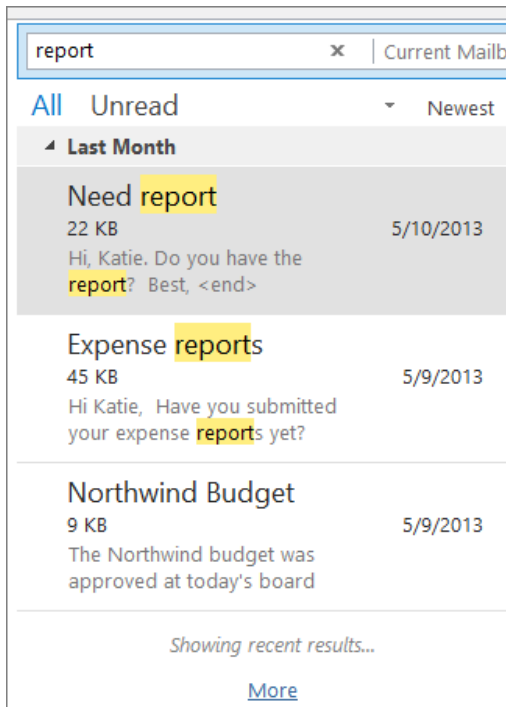 report × Current Mailb
All Unread Newest
Last Month
Need report
22 KB 5/10/2013
Hi, Katie. Do you have the
report? Best, <end>
Expense reports
45 KB 5/9/2013
Hi Katie, Have you submitted
your expense reports yet?
Northwind Budget
9 KB 5/9/2013
The Northwind budget was
approved at today's board
Showing recent results...
More